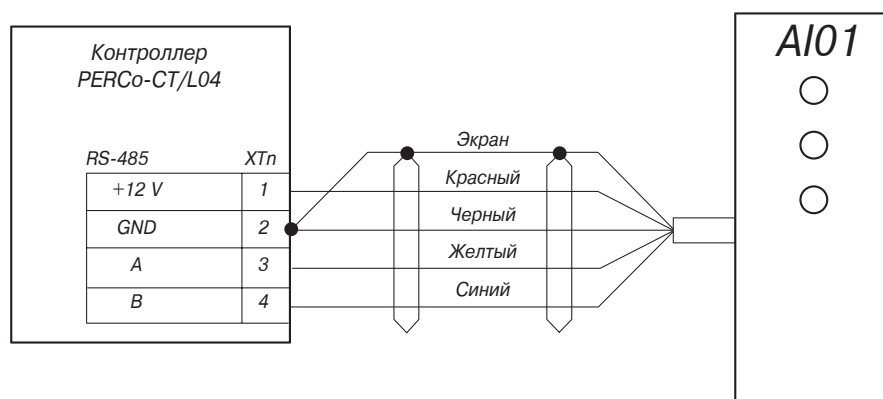 Контроллер
PERCo-CT/L04
AI01
RS-485 XTn
+12 V 1
GND 2
A 3
B 4
Экран
Красный
Черный
Желтый
Синий